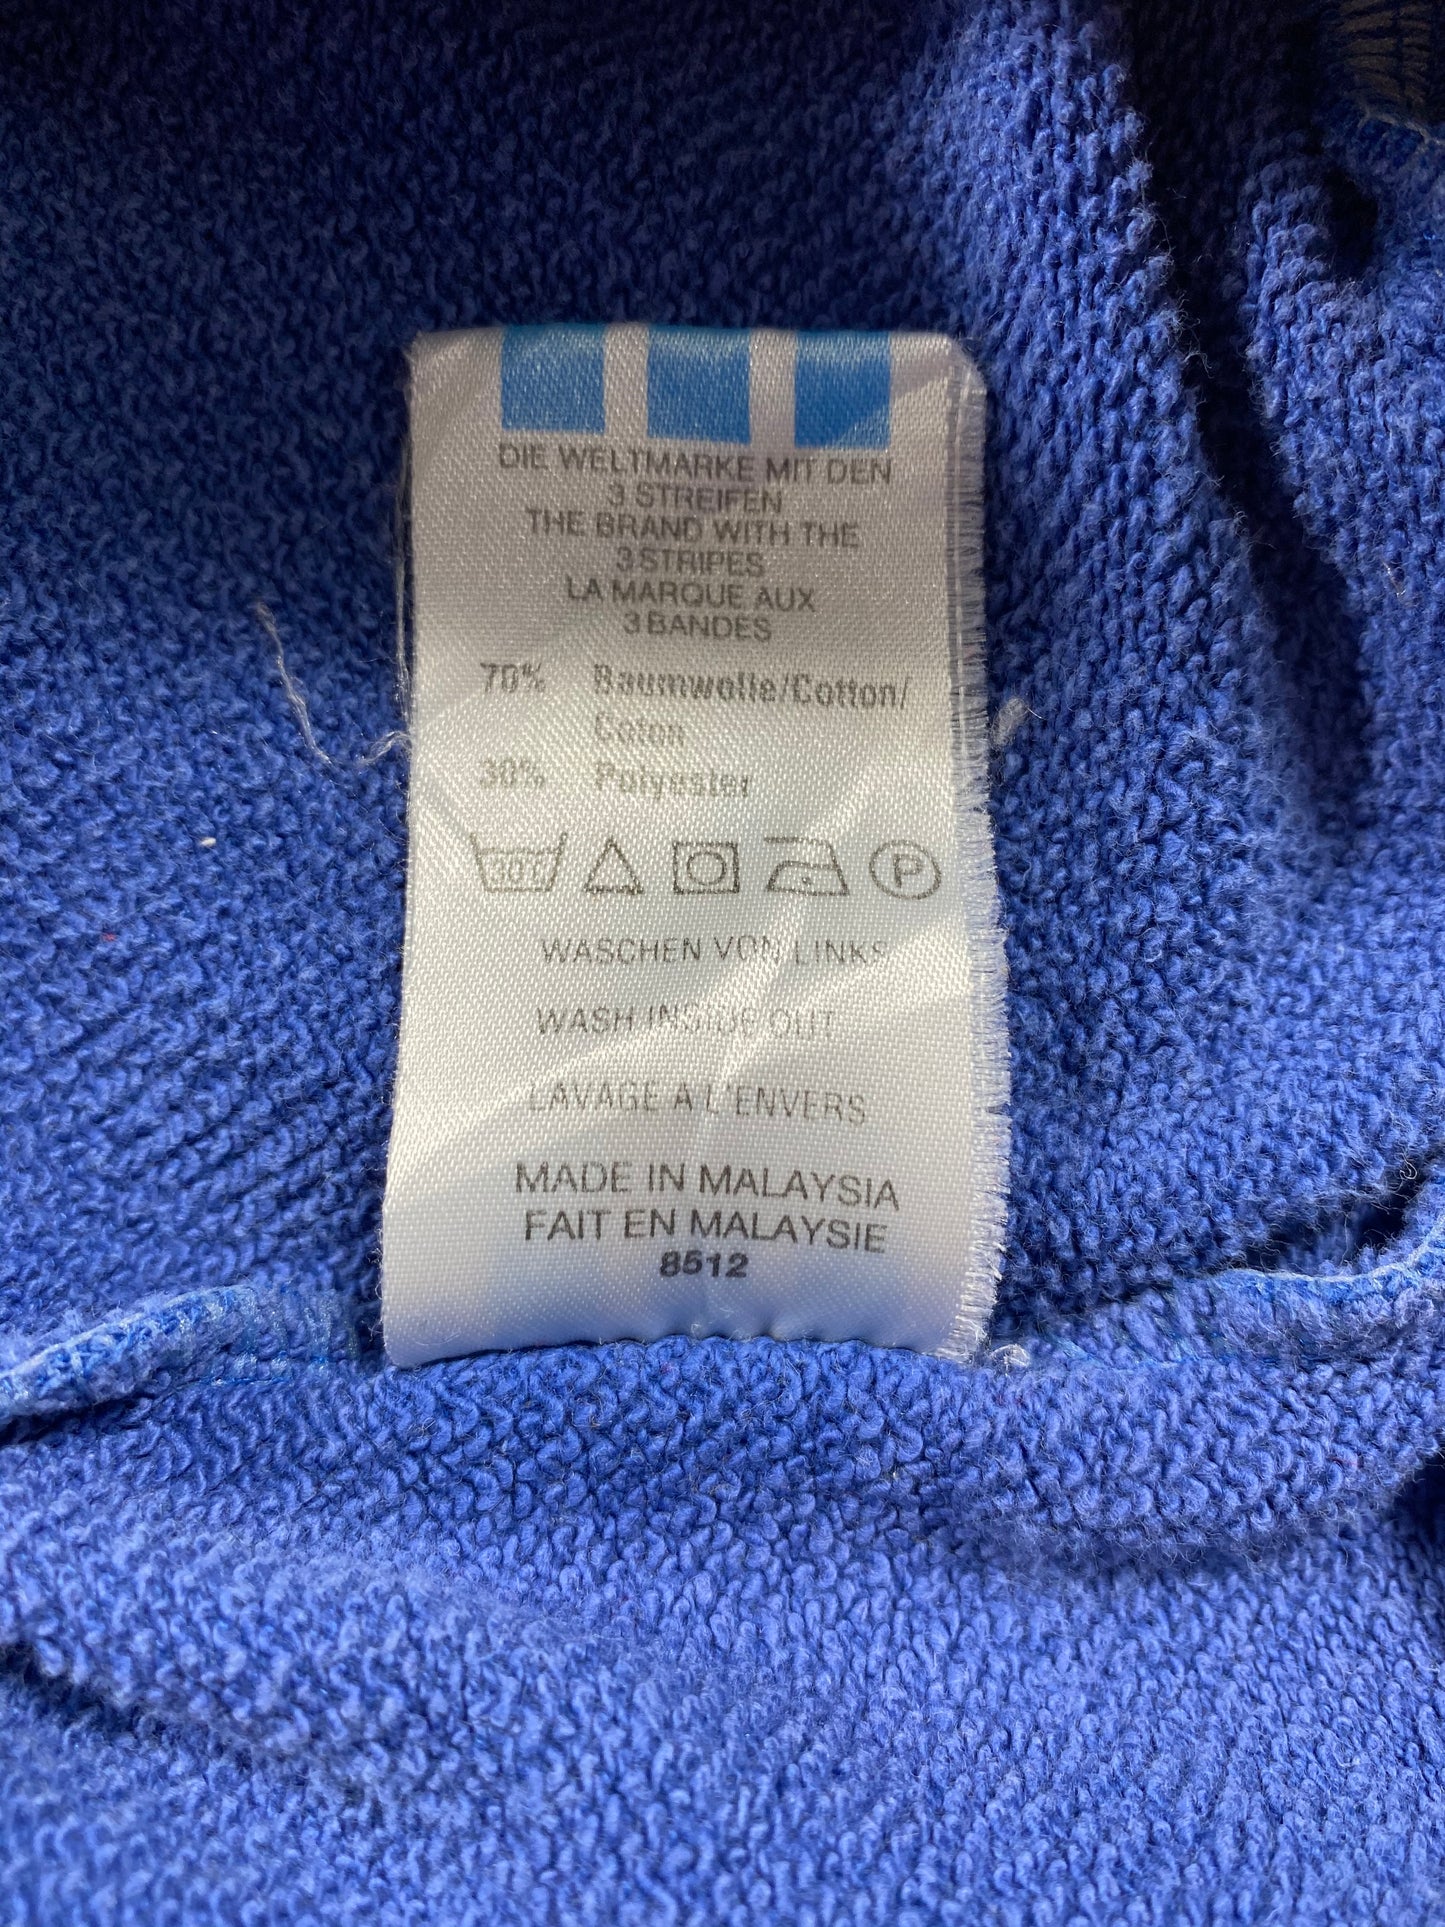 DIE WELTMARKE MIT DEN
3 STREIFEN
THE BRAND WITH THE
3 STRIPES
LA MARQUE AUX
3 BANDES
70% Baumwolle/Cotton/
Coton
30% Polyester
30 P
WASCHEN VON LINKS
WASH INSIDE OUT
LAVAGE A L'ENVERS
MADE IN MALAYSIA
FAIT EN MALAYSIE
8512